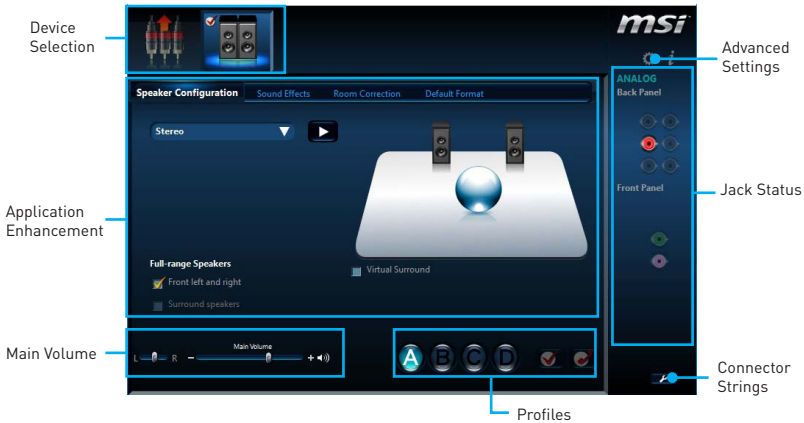 Device
Selection
msi
Advanced
Settings
ANALOG
Back Panel
Speaker Configuration
Sound Effects
Room Correction
Default Format
Stereo
Jack Status
Front Panel
Application
Enhancement
Full-range Speakers
Virtual Surround
Front left and right
Surround speakers
Main Volume
Main Volume
L
R
A
B
C
D
Connector
Strings
Profiles